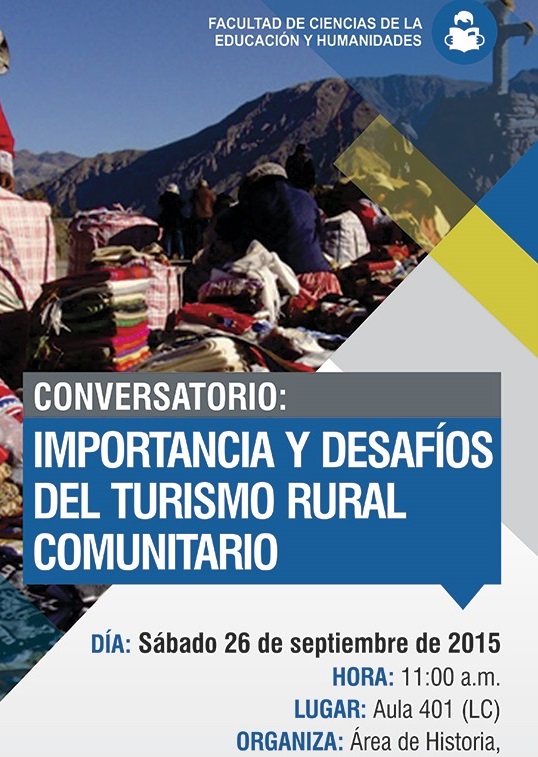 FACULTAD DE CIENCIAS DE LA
EDUCACIÓN Y HUMANIDADES
CONVERSATORIO:
IMPORTANCIA Y DESAFÍOS
DEL TURISMO RURAL
COMUNITARIO
DÍA: Sábado 26 de septiembre de 2015
HORA: 11:00 a.m.
LUGAR: Aula 401 (LC)
ORGANIZA: Área de Historia,